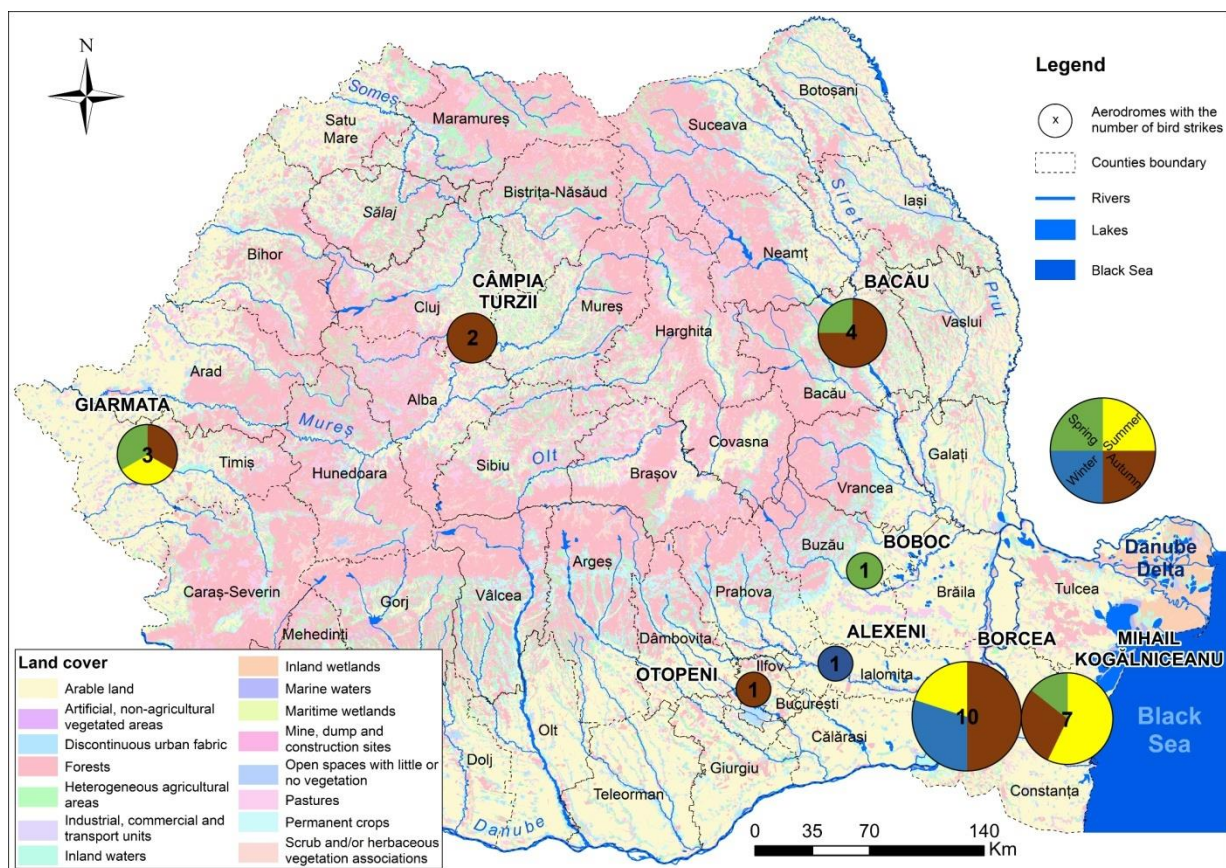 N
Legend
x
Aerodromes with the
number of bird strikes
Counties boundary
Rivers
Lakes
Black Sea
Someș
Satu
Mare
Maramureș
Suceava
Botoșani
Bistrița-Năsăud
Sălaj
Siret
Iași
Bihor
Neamț
CÂMPIA
TURZII
BACĂU
Prut
Cluj
Mureș
2
4
Harghita
Vaslui
Arad
Alba
Bacău
GIARMATA
Mureș
3
Timiș
Hunedoara
Sibiu
Olt
Covasna
Brașov
Galați
Spring
Summer
Winter
Autumn
Vrancea
Buzău
BOBOC
1
Danube
Delta
Argeș
Caraș-Severin
Gorj
Vâlcea
Prahova
Brăila
Tulcea
Mehedinți
Dâmbovița
ALEXENI
BORCEA
MIHAIL
KOGĂLNICEANU
OTOPENI
Ilfov
1
Ialomița
1
București
10
7
Black
Sea
Olt
Călărași
Dolj
Giurgiu
Teleorman
Constanța
Danube
0 35 70 140
Km
Land cover
Arable land
Artificial, non-agricultural
vegetated areas
Discontinuous urban fabric
Forests
Heterogeneous agricultural
areas
Industrial, commercial and
transport units
Inland waters
Inland wetlands
Marine waters
Maritime wetlands
Mine, dump and
construction sites
Open spaces with little or
no vegetation
Pastures
Permanent crops
Scrub and/or herbaceous
vegetation associations